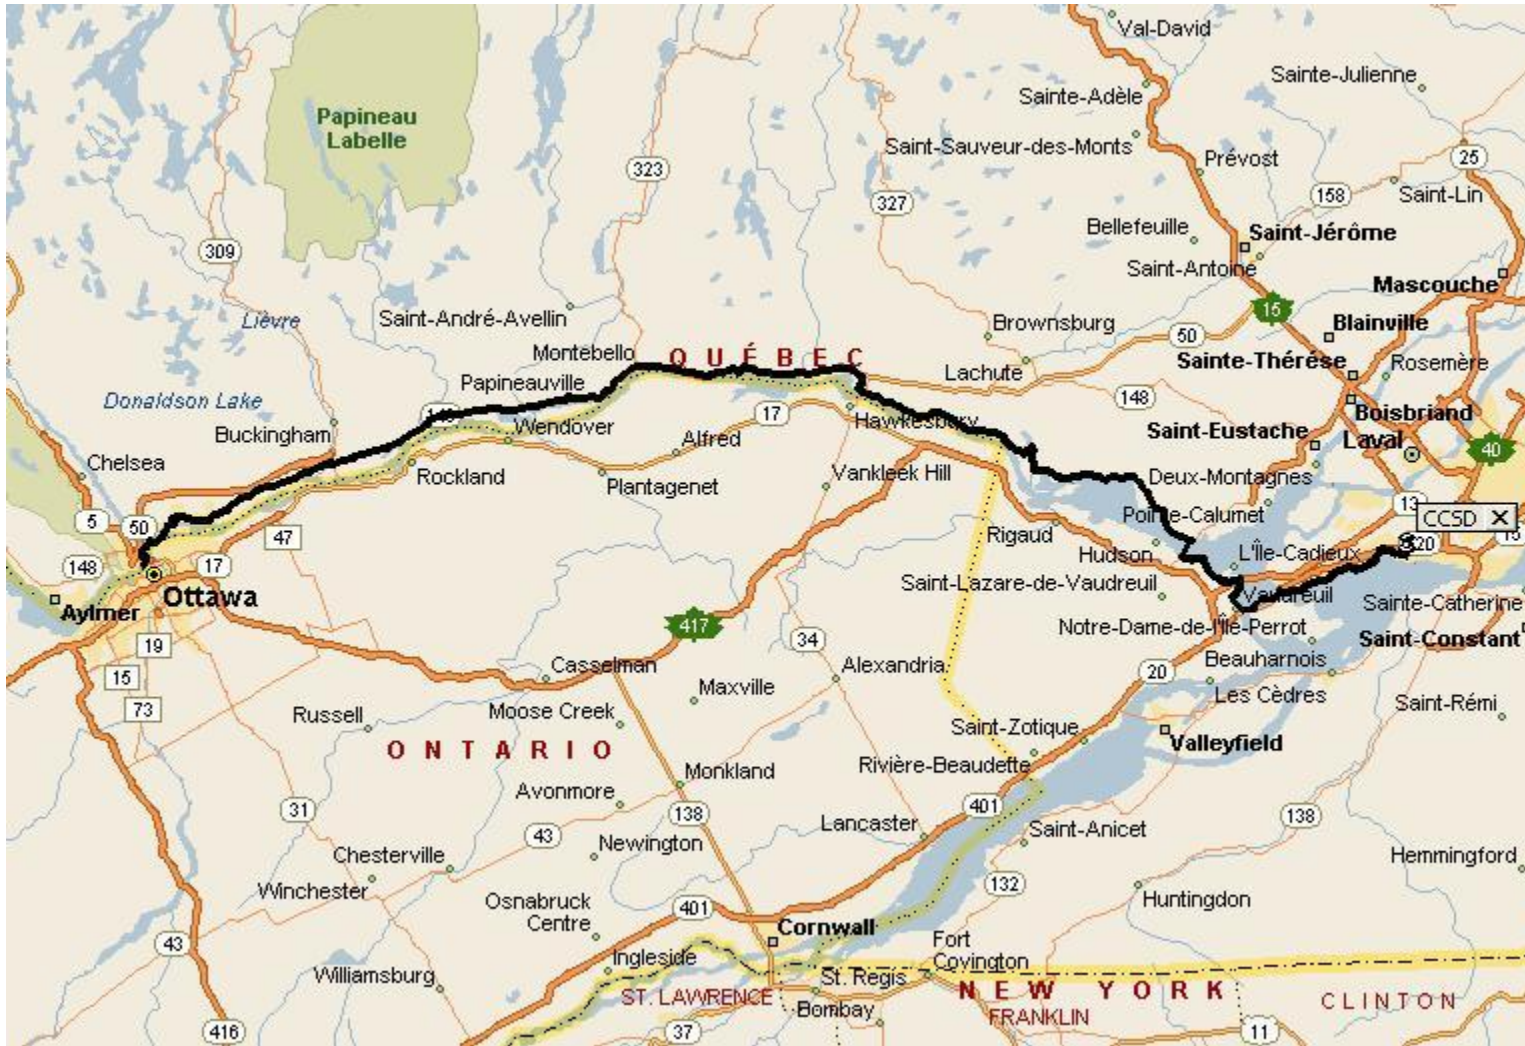 Val-David
Sainte-Julienne
Sainte-Adèle
Papineau
Labelle
Saint-Sauveur-des-Monts
Prévost
25
323
158
Saint-Lin
327
Bellefeuille
Saint-Jérôme
309
Saint-Antoine
Mascouche
15
Lièvre
Saint-André-Avellin
Brownsburg
50
Blainville
Montebello
QUÉBEC
Sainte-Thérése
Rosemère
Lachute
Papineauville
Donaldson Lake
148
Boisbriand
17
Hawkesbury
Buckingham
Wendover
Alfred
Saint-Eustache
Laval
40
Chelsea
Rockland
Plantagenet
Vankleek Hill
Deux-Montagnes
13
CCSD X
5
50
47
Rigaud
Pointe-Calumet
20
15
148
17
Hudson
L'Île-Cadieux
Saint-Lazare-de-Vaudreuil
Aylmer
Ottawa
Vaudreuil
Sainte-Catherine
417
Notre-Dame-de-l'Île-Perrot
Saint-Constant
19
34
15
Casselman
Alexandria
20
Beauharnois
73
Maxville
Les Cèdres
Russell
Moose Creek
Saint-Rémi
Saint-Zotique
Valleyfield
ONTARIO
Rivière-Beaudette
Monkland
Avonmore
31
138
401
138
43
Lancaster
Saint-Anicet
Newington
Chesterville
Hemmingford
Winchester
132
Huntingdon
Osnabruck
Centre
401
Cornwall
43
Fort
Covington
Ingleside
Williamsburg
St. Regis
ST. LAWRENCE
NEW YORK
CLINTON
Bombay
FRANKLIN
416
37
11